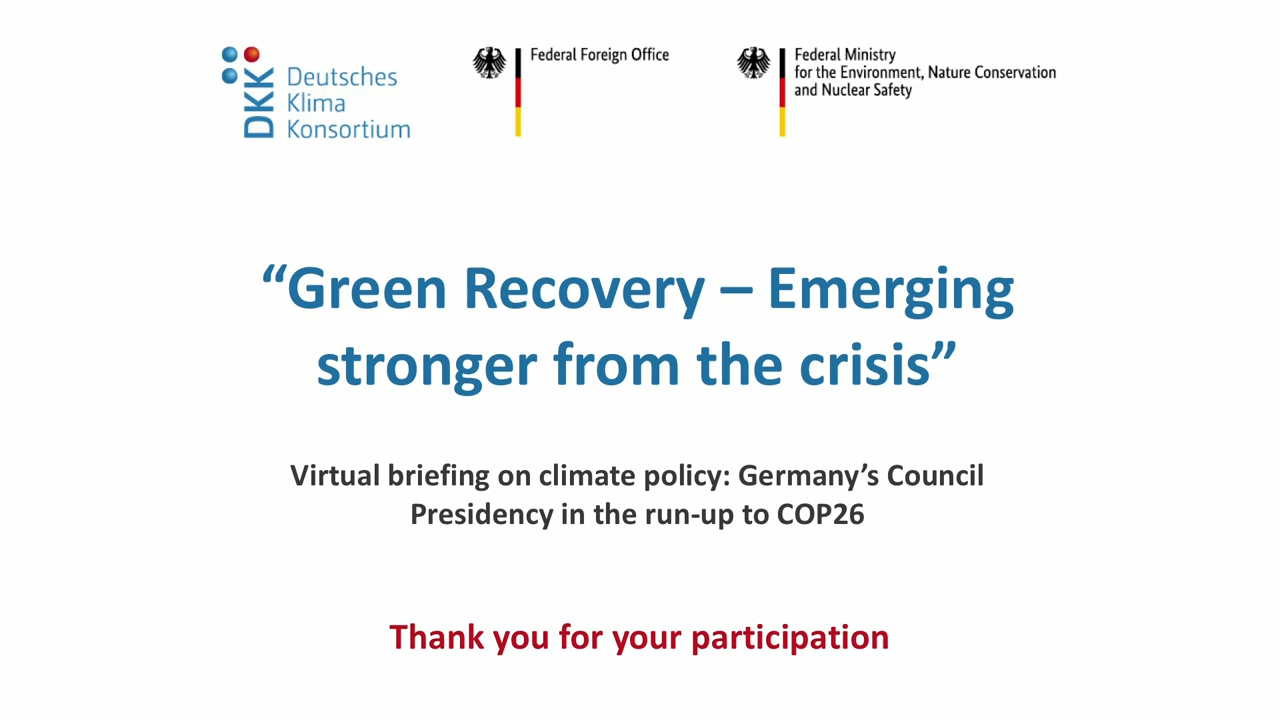 DKK Deutsches
Klima
Konsortium
Federal Foreign Office
Federal Ministry
for the Environment, Nature Conservation
and Nuclear Safety
“Green Recovery – Emerging
stronger from the crisis”
Virtual briefing on climate policy: Germany’s Council
Presidency in the run-up to COP26
Thank you for your participation